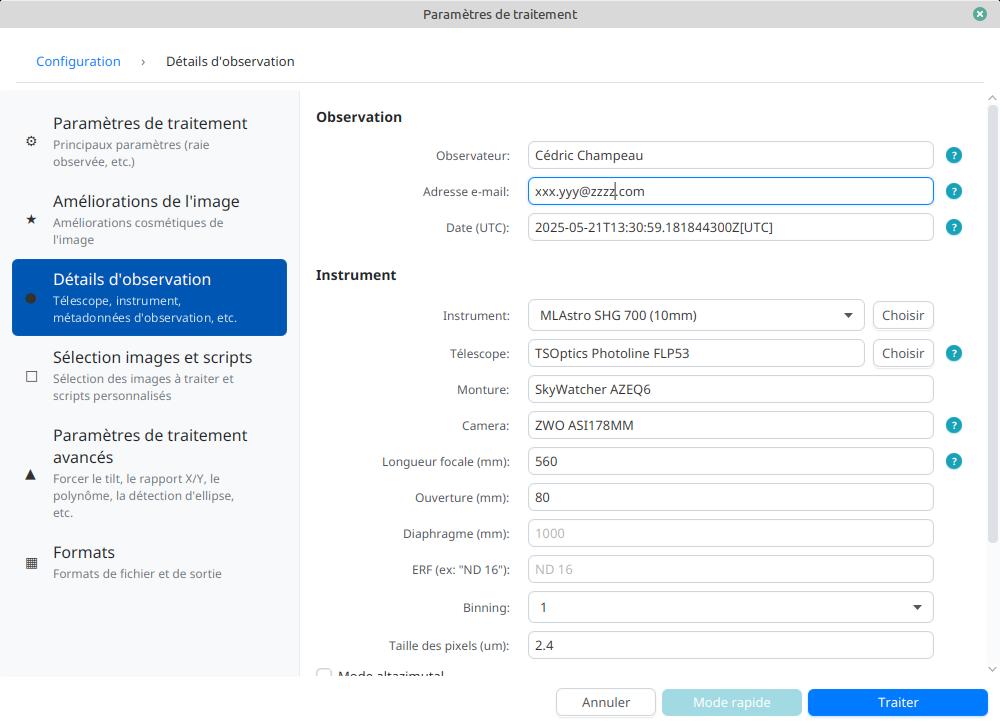 Paramètres de traitement
Configuration › Détails d'observation
Paramètres de traitement
Principaux paramètres (raie
observée, etc.)
Améliorations de l'image
Améliorations cosmétiques de
l'image
Détails d'observation
Télescope, instrument,
métadonnées d'observation, etc.
Sélection images et scripts
Sélection des images à traiter et
scripts personnalisés
Paramètres de traitement
avancés
Forcer le tilt, le rapport X/Y, le
polynôme, la détection d'ellipse,
etc.
Formats
Formats de fichier et de sortie
Observation
Observateur: Cédric Champeau ?
Adresse e-mail: xxx.yyy@zzzz.com ?
Date (UTC): 2025-05-21T13:30:59.181844300Z[UTC] ?
Instrument
Instrument: MLAstro SHG 700 (10mm) Choisir
Télescope: TSOptics Photoline FLP53 Choisir ?
Monture: SkyWatcher AZEQ6
Camera: ZWO ASI178MM ?
Longueur focale (mm): 560 ?
Ouverture (mm): 80
Diaphragme (mm): 1000
ERF (ex: "ND 16"): ND 16
Binning: 1
Taille des pixels (um): 2.4
Mode altazimutal
Annuler Mode rapide Traiter